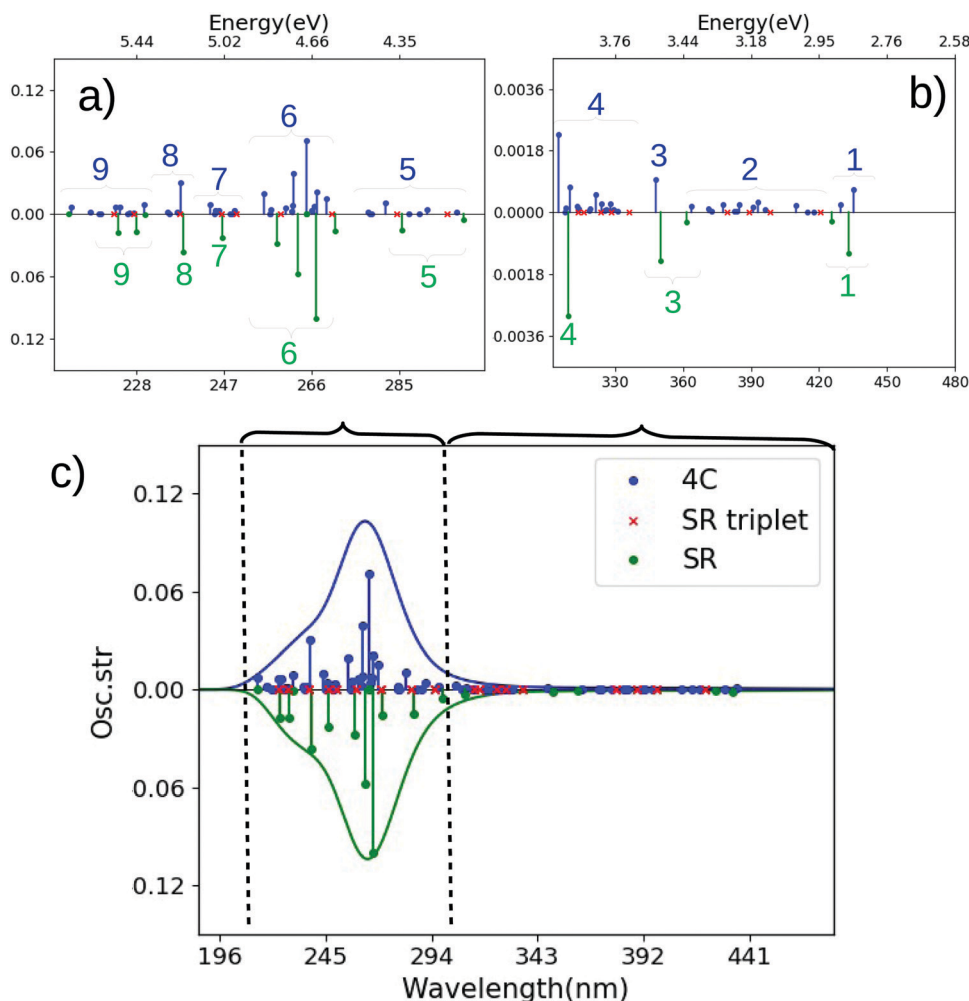 Energy(eV)
5.44 5.02 4.66 4.35
a)
0.12
0.06
0.00
0.06
0.12
9 8 7 6 5
9 8 7 6 5
228 247 266 285
Energy(eV)
3.76 3.44 3.18 2.95 2.76 2.58
b)
0.0036
0.0018
0.0000
0.0018
0.0036
4 3 2 1
4 3 1
330 360 390 420 450 480
c)
4C
SR triplet
SR
Osc.str
0.12
0.06
0.00
0.06
0.12
196 245 294 343 392 441
Wavelength(nm)